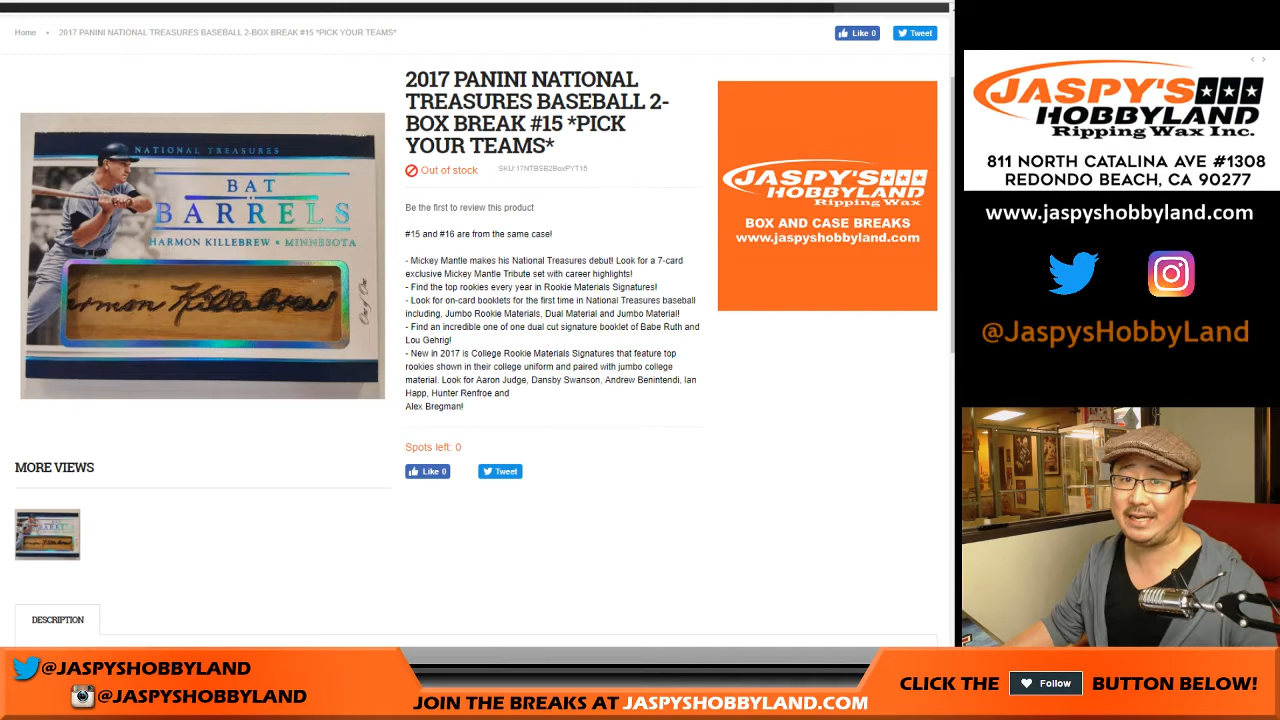 Home • 2017 PANINI NATIONAL TREASURES BASEBALL 2-BOX BREAK #15 *PICK YOUR TEAMS*
Like 0
Tweet
NATIONAL TREASURES
BAT
BARRELS
HARMON KILLEBREW • MINNESOTA
Harmon Killebrew
One of One
2017 PANINI NATIONAL
TREASURES BASEBALL 2-
BOX BREAK #15 *PICK
YOUR TEAMS*
Out of stock
SKU:17NTBSB2BoxPYT15
Be the first to review this product
#15 and #16 are from the same case!
- Mickey Mantle makes his National Treasures debut! Look for a 7-card
exclusive Mickey Mantle Tribute set with career highlights!
- Find the top rookies every year in Rookie Materials Signatures!
- Look for on-card booklets for the first time in National Treasures baseball
including, Jumbo Rookie Materials, Dual Material and Jumbo Material!
- Find an incredible one of one dual cut signature booklet of Babe Ruth and
Lou Gehrig!
- New in 2017 is College Rookie Materials Signatures that feature top
rookies shown in their college uniform and paired with jumbo college
material. Look for Aaron Judge, Dansby Swanson, Andrew Benintendi, Ian
Happ, Hunter Renfroe and
Alex Bregman!
Spots left: 0
Like 0
Tweet
MORE VIEWS
DESCRIPTION
JASPY'S
HOBBYLAND
Ripping Wax Inc.
BOX AND CASE BREAKS
www.jaspyshobbyland.com
JASPY'S
HOBBYLAND
Ripping Wax Inc.
811 NORTH CATALINA AVE #1308
REDONDO BEACH, CA 90277
www.jaspyshobbyland.com
@JaspysHobbyLand
@JASPYSHOBBYLAND
@JASPYSHOBBYLAND
JOIN THE BREAKS AT JASPYSHOBBYLAND.COM
CLICK THE Follow BUTTON BELOW!